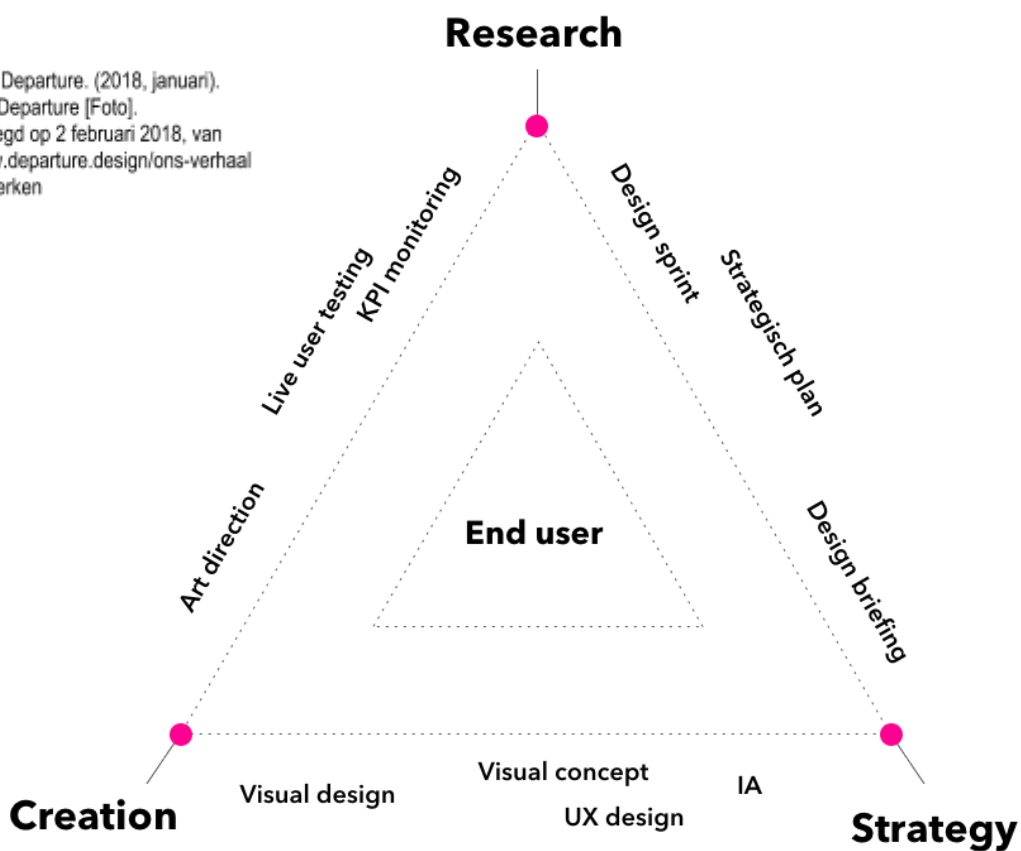 Research
Departure. (2018, januari).
Departure [Foto].
egd op 2 februari 2018, van
.departure.design/ons-verhaal
erken
KPI monitoring
Live user testing
Art direction
Design sprint
Strategisch plan
Design briefing
End user
Visual concept
IA
Visual design
UX design
Creation
Strategy